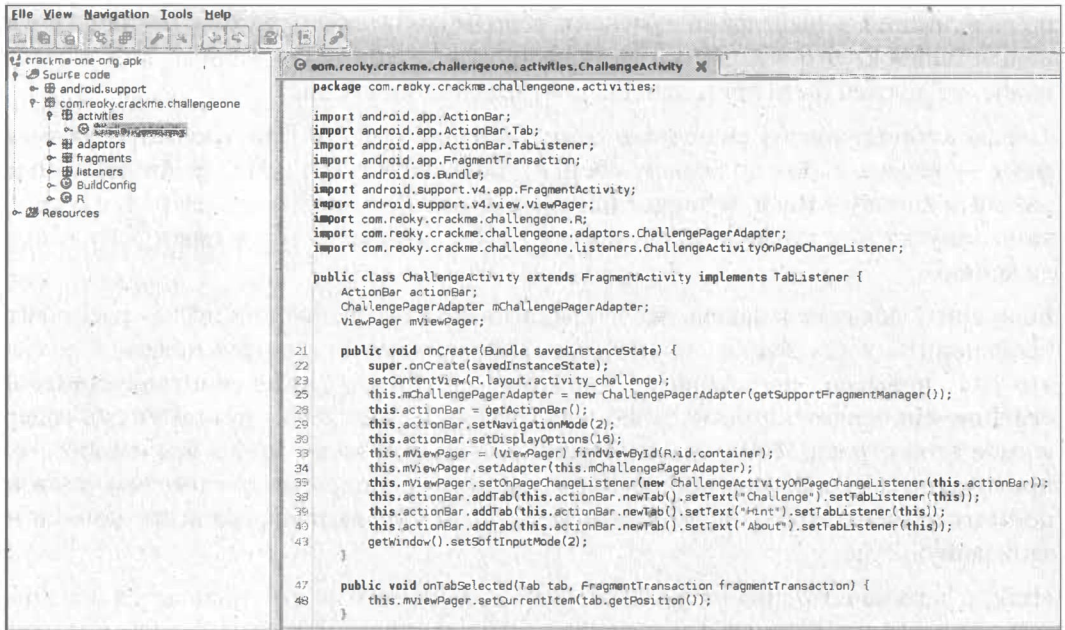 File View Navigation Tools Help
crackme-one-orig.apk
Source code
android.support
com.reoky.crackme.challengeone
activities
adaptors
fragments
listeners
BuildConfig
R
Resources
com.reoky.crackme.challengeone.activities.ChallengeActivity
package com.reoky.crackme.challengeone.activities;
import android.app.ActionBar;
import android.app.ActionBar.Tab;
import android.app.ActionBar.TabListener;
import android.app.FragmentTransaction;
import android.os.Bundle;
import android.support.v4.app.FragmentActivity;
import android.support.v4.view.ViewPager;
import com.reoky.crackme.challengeone.R;
import com.reoky.crackme.challengeone.adaptors.ChallengePagerAdapter;
import com.reoky.crackme.challengeone.listeners.ChallengeActivityOnPageChangeListener;
public class ChallengeActivity extends FragmentActivity implements TabListener {
ActionBar actionBar;
ChallengePagerAdapter mChallengePagerAdapter;
ViewPager mViewPager;
21 public void onCreate(Bundle savedInstanceState) {
22 super.onCreate(savedInstanceState);
23 setContentView(R.layout.activity_challenge);
25 this.mChallengePagerAdapter = new ChallengePagerAdapter(getSupportFragmentManager());
28 this.actionBar = getActionBar();
29 this.actionBar.setNavigationMode(2);
30 this.actionBar.setDisplayOptions(16);
33 this.mViewPager = (ViewPager) findViewById(R.id.container);
34 this.mViewPager.setAdapter(this.mChallengePagerAdapter);
35 this.mViewPager.setOnPageChangeListener(new ChallengeActivityOnPageChangeListener(this.actionBar));
38 this.actionBar.addTab(this.actionBar.newTab().setText("Challenge").setTabListener(this));
39 this.actionBar.addTab(this.actionBar.newTab().setText("Hint").setTabListener(this));
40 this.actionBar.addTab(this.actionBar.newTab().setText("About").setTabListener(this));
43 getWindow().setSoftInputMode(2);
}
47 public void onTabSelected(Tab tab, FragmentTransaction fragmentTransaction) {
48 this.mViewPager.setCurrentItem(tab.getPosition());
}